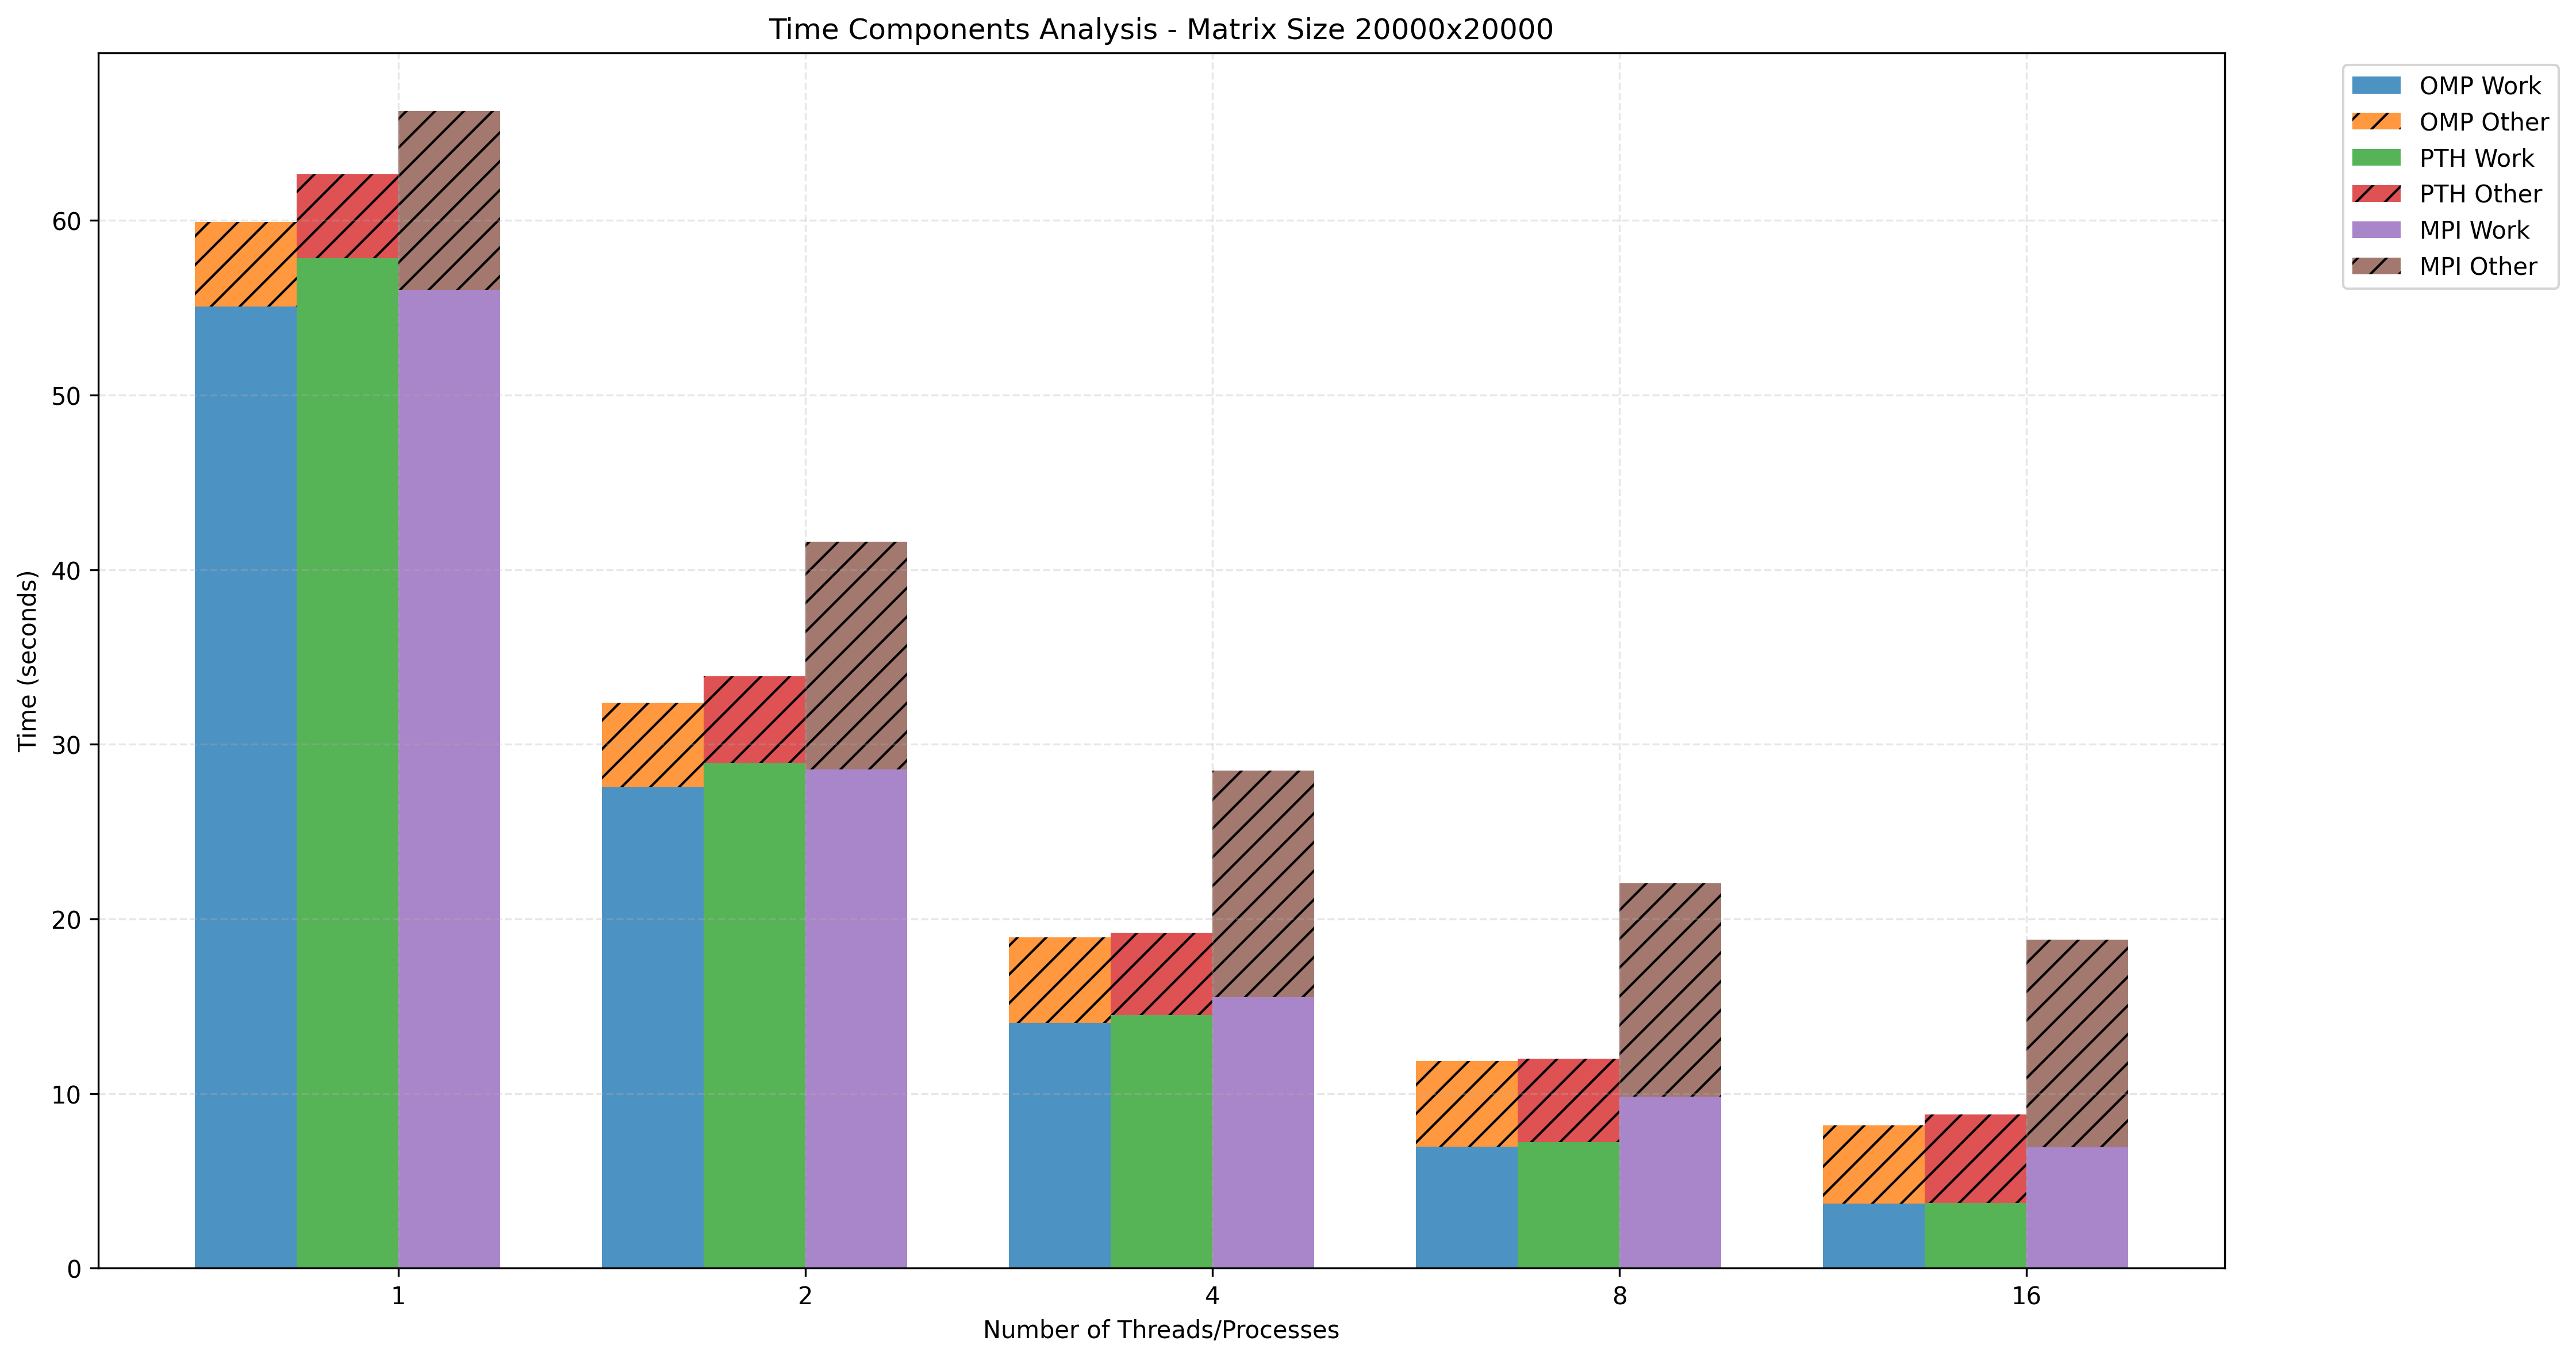 Time Components Analysis - Matrix Size 20000x20000
OMP Work
OMP Other
PTH Work
PTH Other
MPI Work
MPI Other
Time (seconds)
60
50
40
30
20
10
0
1 2 4 8 16
Number of Threads/Processes